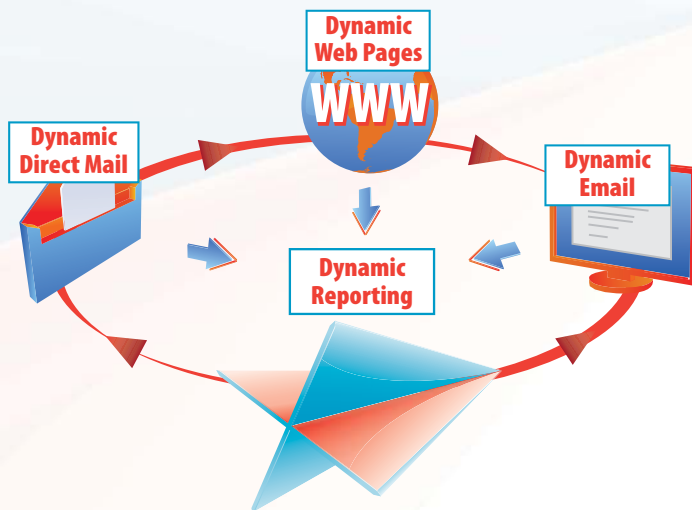 Dynamic
Web Pages
WWW
Dynamic
Direct Mail
Dynamic
Email
Dynamic
Reporting